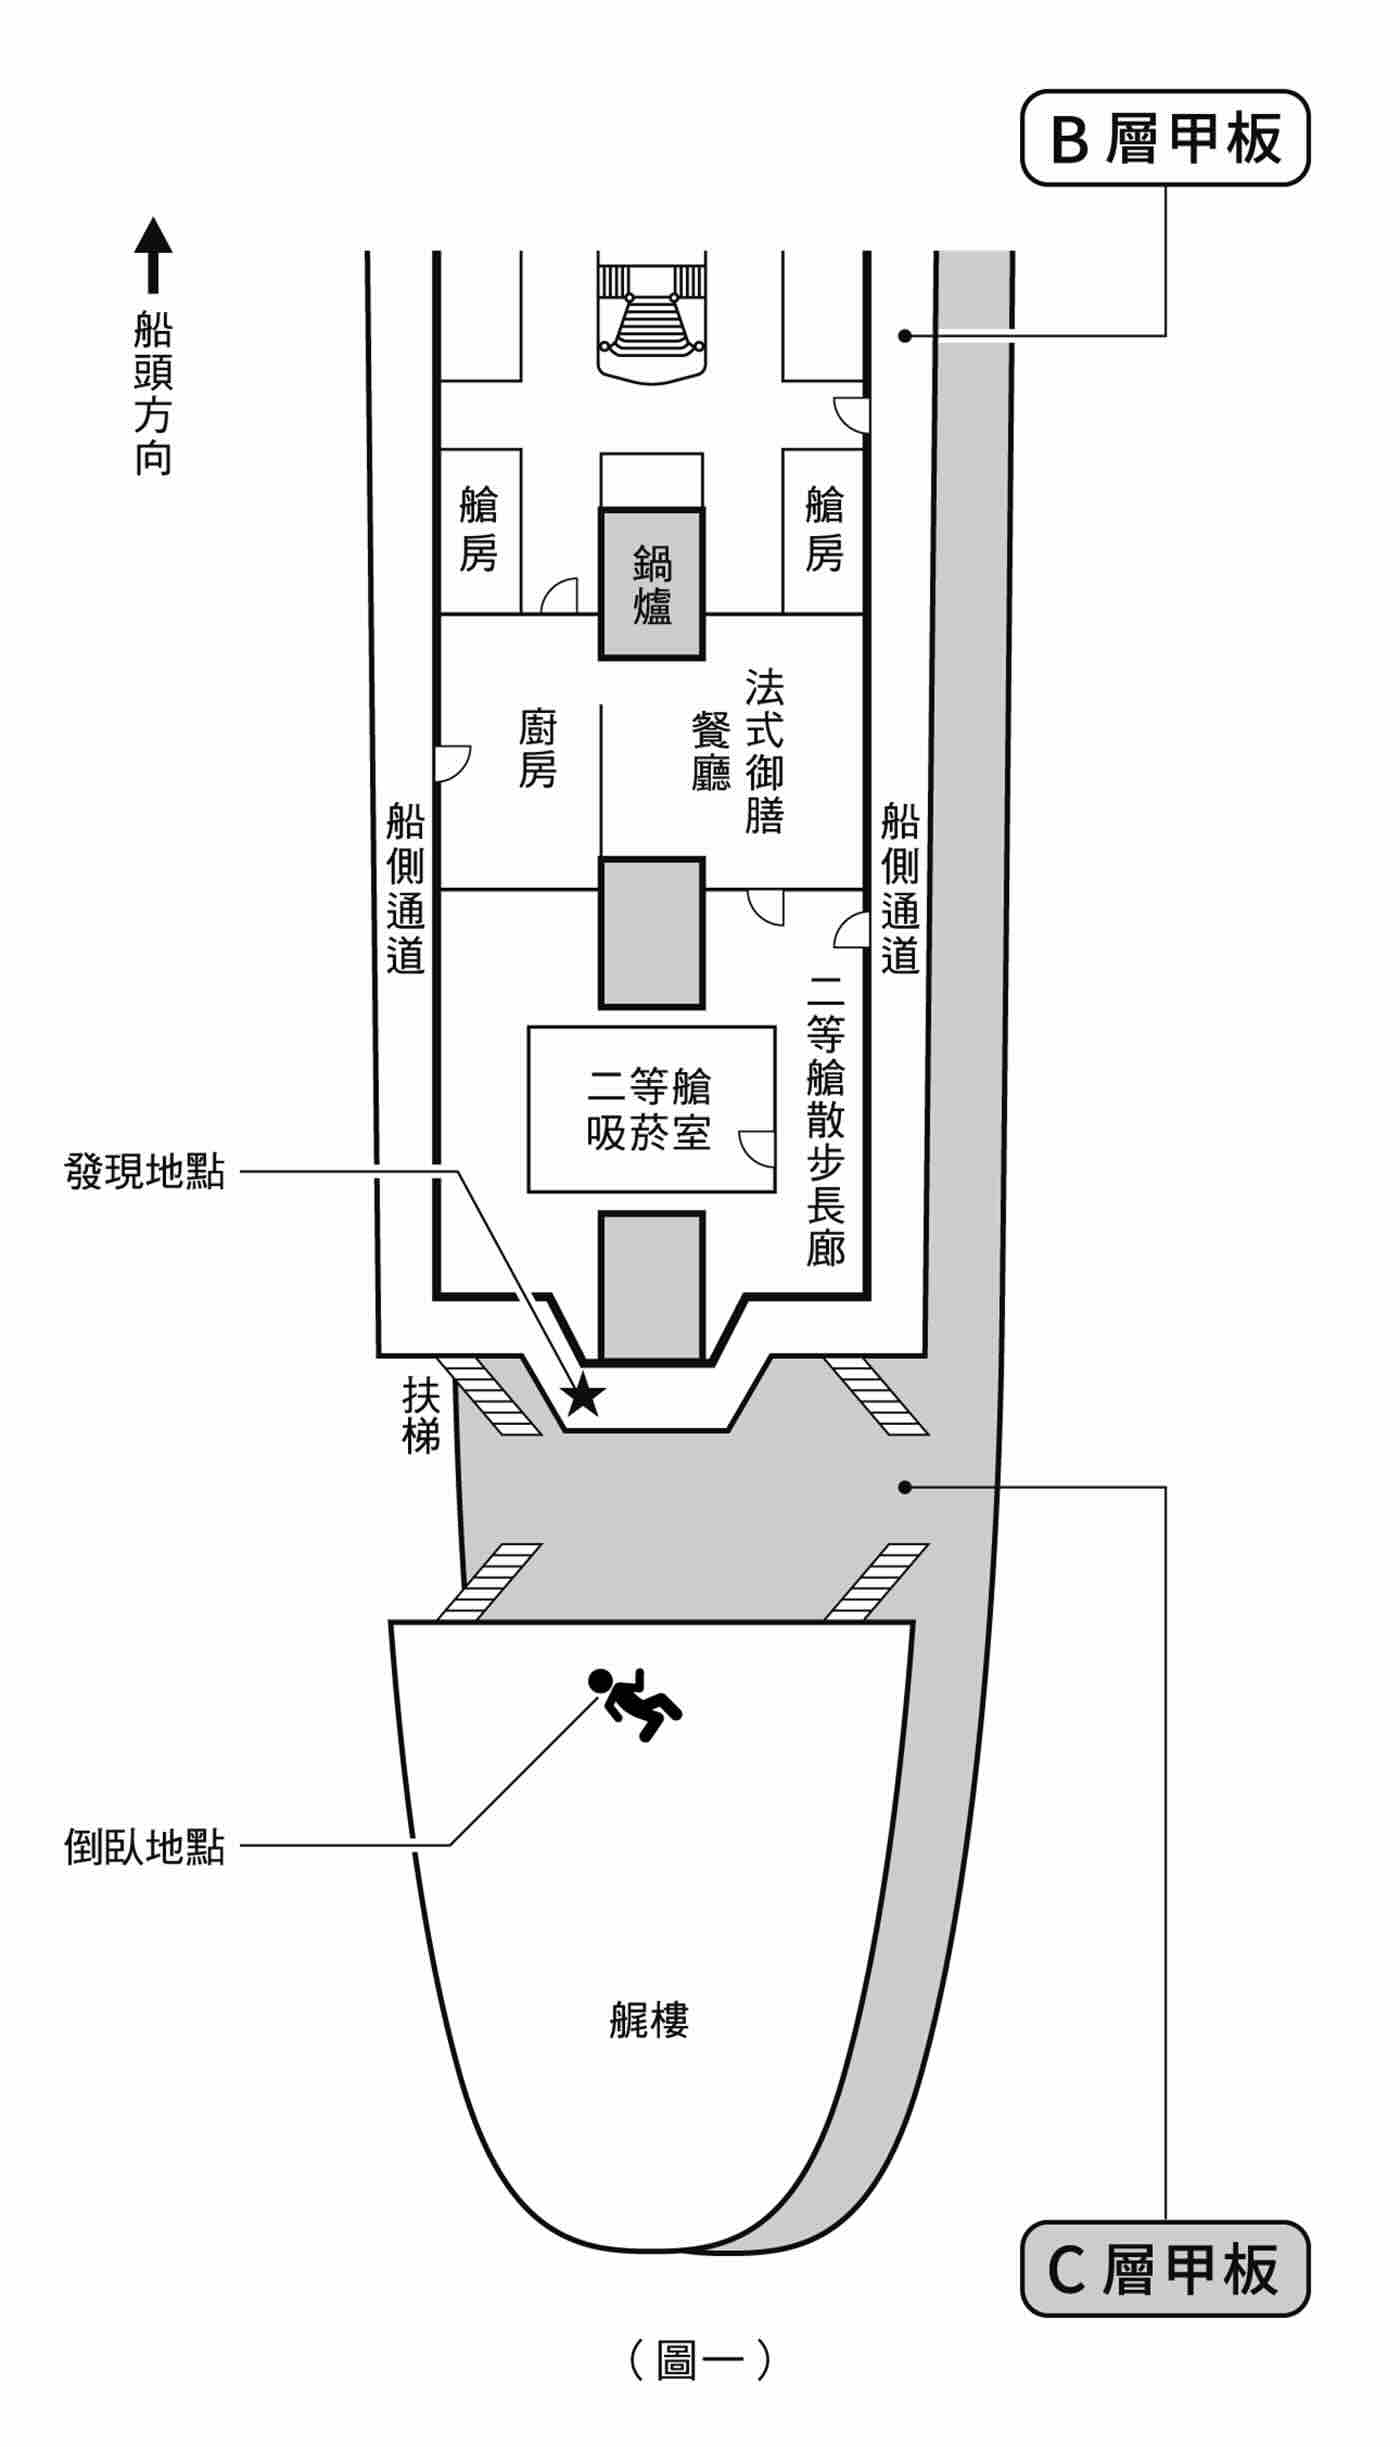 B 層甲板
船頭方向
艙房
艙房
鍋爐
廚房
法式御膳
餐廳
船側通道
船側通道
二等艙散步長廊
二等艙
吸菸室
發現地點
扶梯
倒臥地點
艉樓
C 層甲板
（圖一）